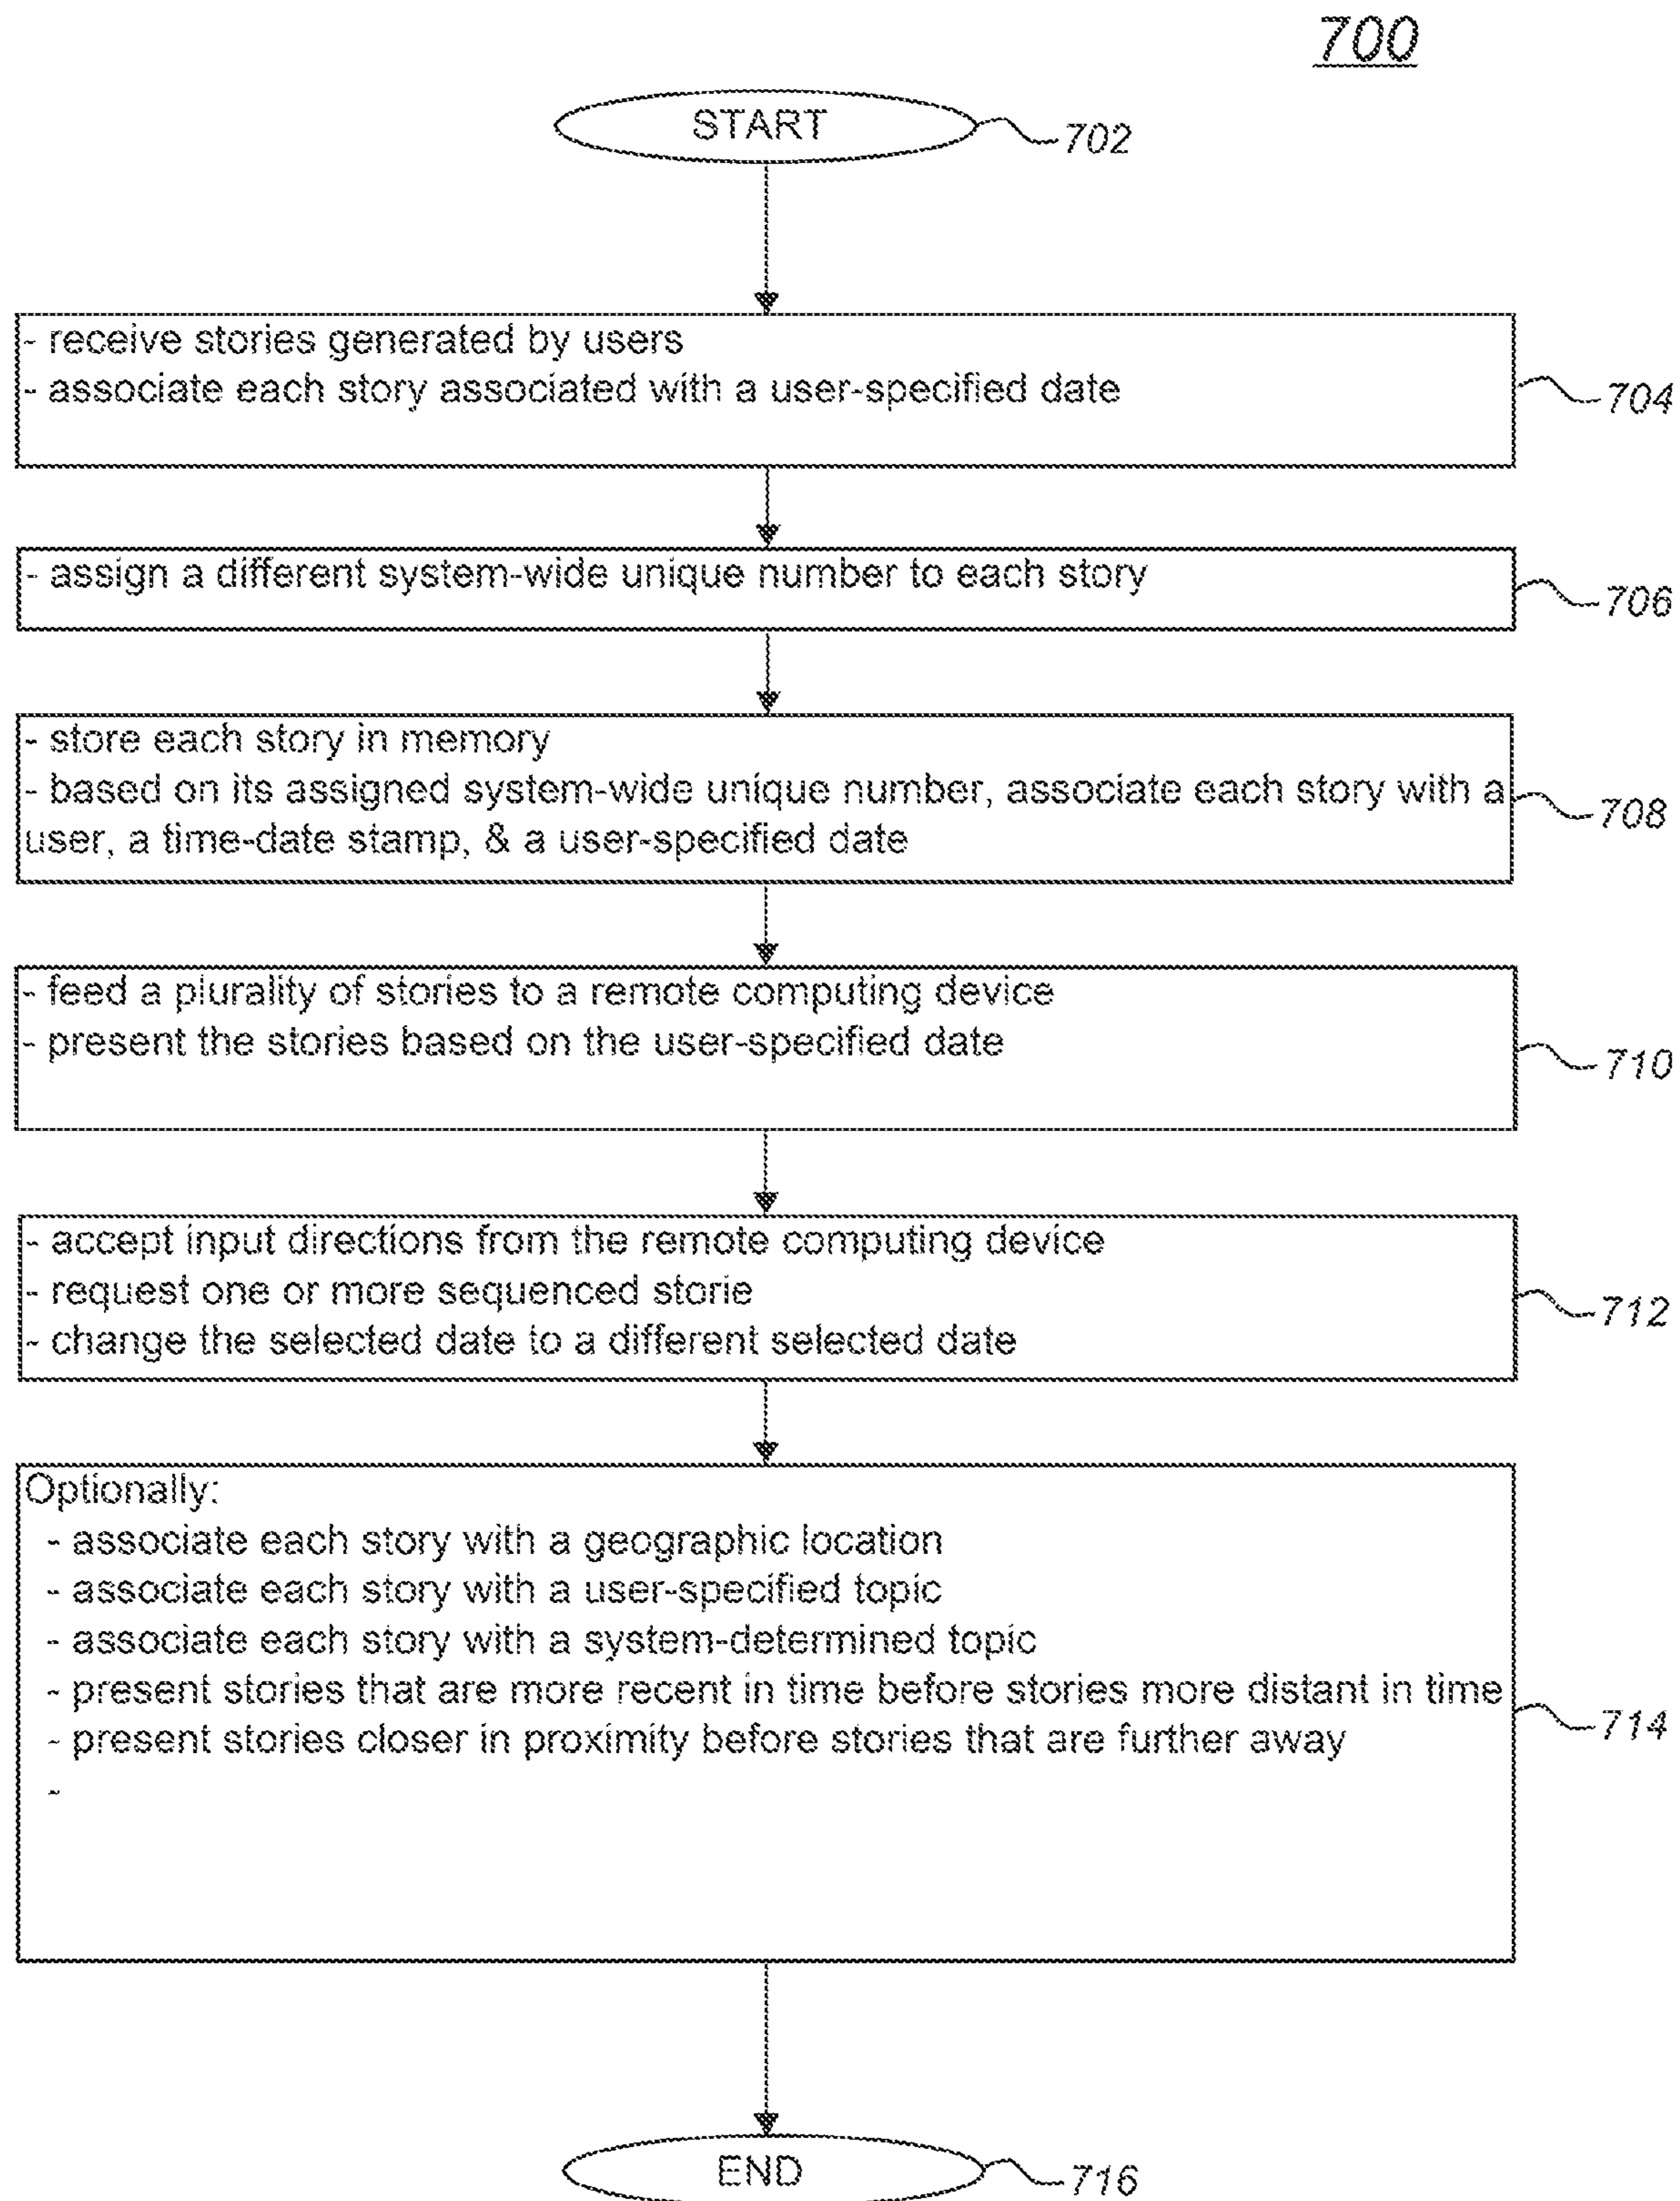 700
START
702
- receive stories generated by users
- associate each story associated with a user-specified date
704
- assign a different system-wide unique number to each story
706
- store each story in memory
- based on its assigned system-wide unique number, associate each story with a
user, a time-date stamp, & a user-specified date
708
- feed a plurality of stories to a remote computing device
- present the stories based on the user-specified date
710
- accept input directions from the remote computing device
- request one or more sequenced storie
- change the selected date to a different selected date
712
Optionally:
- associate each story with a geographic location
- associate each story with a user-specified topic
- associate each story with a system-determined topic
- present stories that are more recent in time before stories more distant in time
- present stories closer in proximity before stories that are further away
-
714
END
716